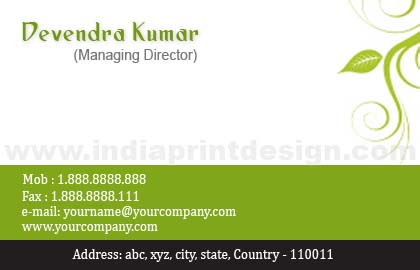 Devendra Kumar
(Managing Director)
www.indiaprintdesign.com
Mob : 1.888.8888.888
Fax : 1.888.8888.111
e-mail: yourname@yourcompany.com
www.yourcompany.com
Address: abc, xyz, city, state, Country - 110011